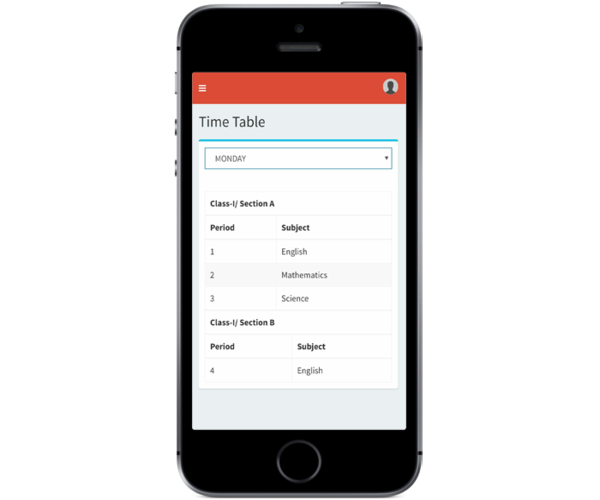 Time Table
MONDAY
Class-I/ Section A
Period Subject
1 English
2 Mathematics
3 Science
Class-I/ Section B
Period Subject
4 English